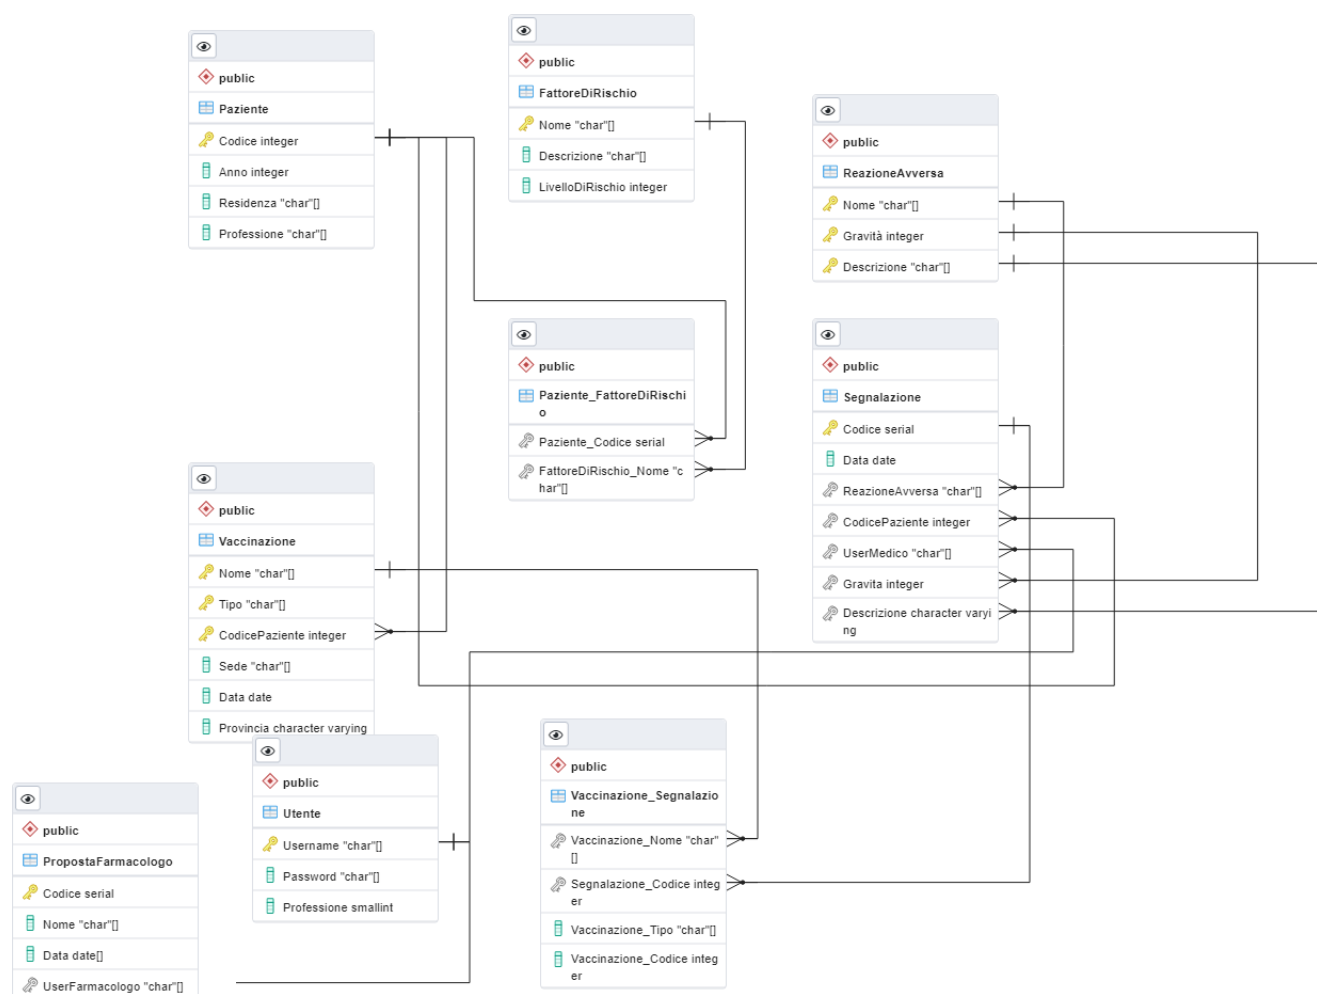 public
Paziente
Codice integer
Anno integer
Residenza "char"[]
Professione "char"[]
public
FattoreDiRischio
Nome "char"[]
Descrizione "char"[]
LivelloDiRischio integer
public
ReazioneAvversa
Nome "char"[]
Gravità integer
Descrizione "char"[]
public
Paziente_FattoreDiRischi
o
Paziente_Codice serial
FattoreDiRischio_Nome "c
har"[]
public
Segnalazione
Codice serial
Data date
ReazioneAvversa "char"[]
CodicePaziente integer
UserMedico "char"[]
Gravita integer
Descrizione character varyi
ng
public
Vaccinazione
Nome "char"[]
Tipo "char"[]
CodicePaziente integer
Sede "char"[]
Data date
Provincia character varying
public
Utente
Username "char"[]
Password "char"[]
Professione smallint
public
Vaccinazione_Segnalazio
ne
Vaccinazione_Nome "char"
[]
Segnalazione_Codice integ
er
Vaccinazione_Tipo "char"[]
Vaccinazione_Codice integ
er
public
PropostaFarmacologo
Codice serial
Nome "char"[]
Data date[]
UserFarmacologo "char"[]